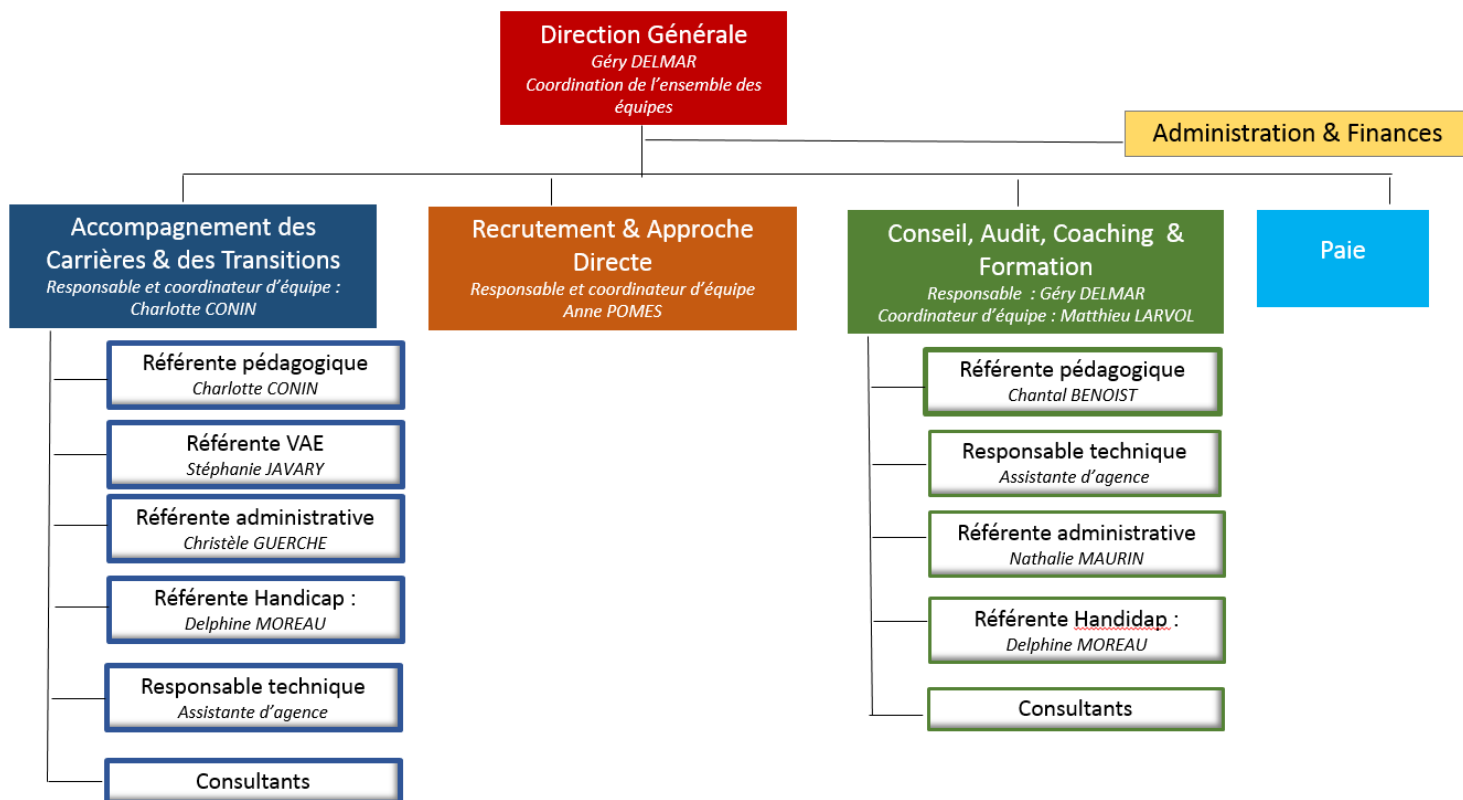 Direction Générale
Géry DELMAR
Coordination de l'ensemble des
équipes
Administration & Finances
Accompagnement des
Carrières & des Transitions
Responsable et coordinateur d'équipe :
Charlotte CONIN
Recrutement & Approche
Directe
Responsable et coordinateur d'équipe
Anne POMES
Conseil, Audit, Coaching & 
Formation
Responsable : Géry DELMAR
Coordinateur d'équipe : Matthieu LARVOL
Paie
Référente pédagogique
Charlotte CONIN
Référente VAE
Stéphanie JAVARY
Référente administrative
Christèle GUERCHE
Référente Handicap :
Delphine MOREAU
Responsable technique
Assistante d'agence
Consultants
Référente pédagogique
Chantal BENOIST
Responsable technique
Assistante d'agence
Référente administrative
Nathalie MAURIN
Référente Handidap :
Delphine MOREAU
Consultants